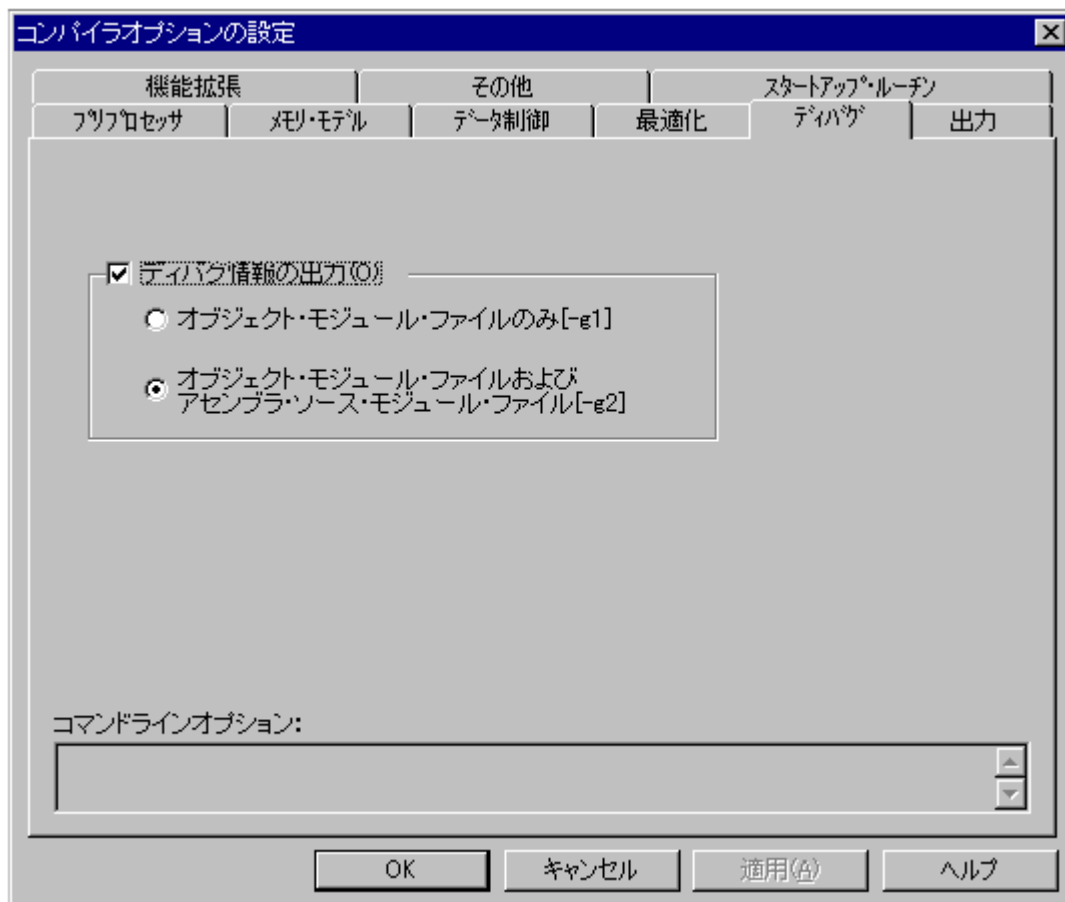 コンパイラオプションの設定
機能拡張 その他 ｽﾀｰﾄｱｯﾌﾟ･ﾙｰﾁﾝ
ﾌﾟﾘﾌﾟﾛｾｯｻ ﾒﾓﾘ･ﾓﾃﾞﾙ ﾃﾞｰﾀ制御 最適化 ﾃﾞｨﾊﾞｸﾞ 出力
ディバグ情報の出力(O)
オブジェクト・モジュール・ファイルのみ[-g1]
オブジェクト・モジュール・ファイルおよび
アセンブラ・ソース・モジュール・ファイル[-g2]
コマンドラインオプション:
OK キャンセル 適用(A) ヘルプ